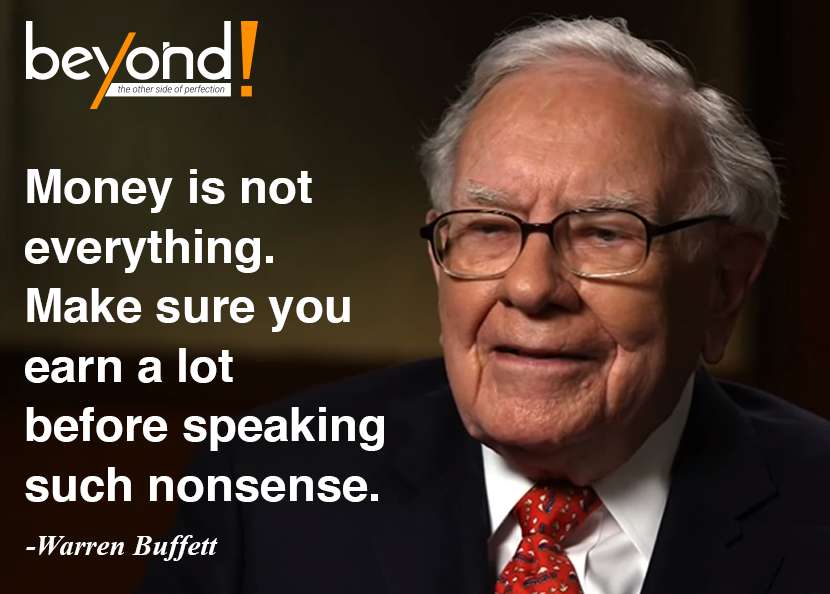 beyond!
the other side of perfection
Money is not
everything.
Make sure you
earn a lot
before speaking
such nonsense.
-Warren Buffett